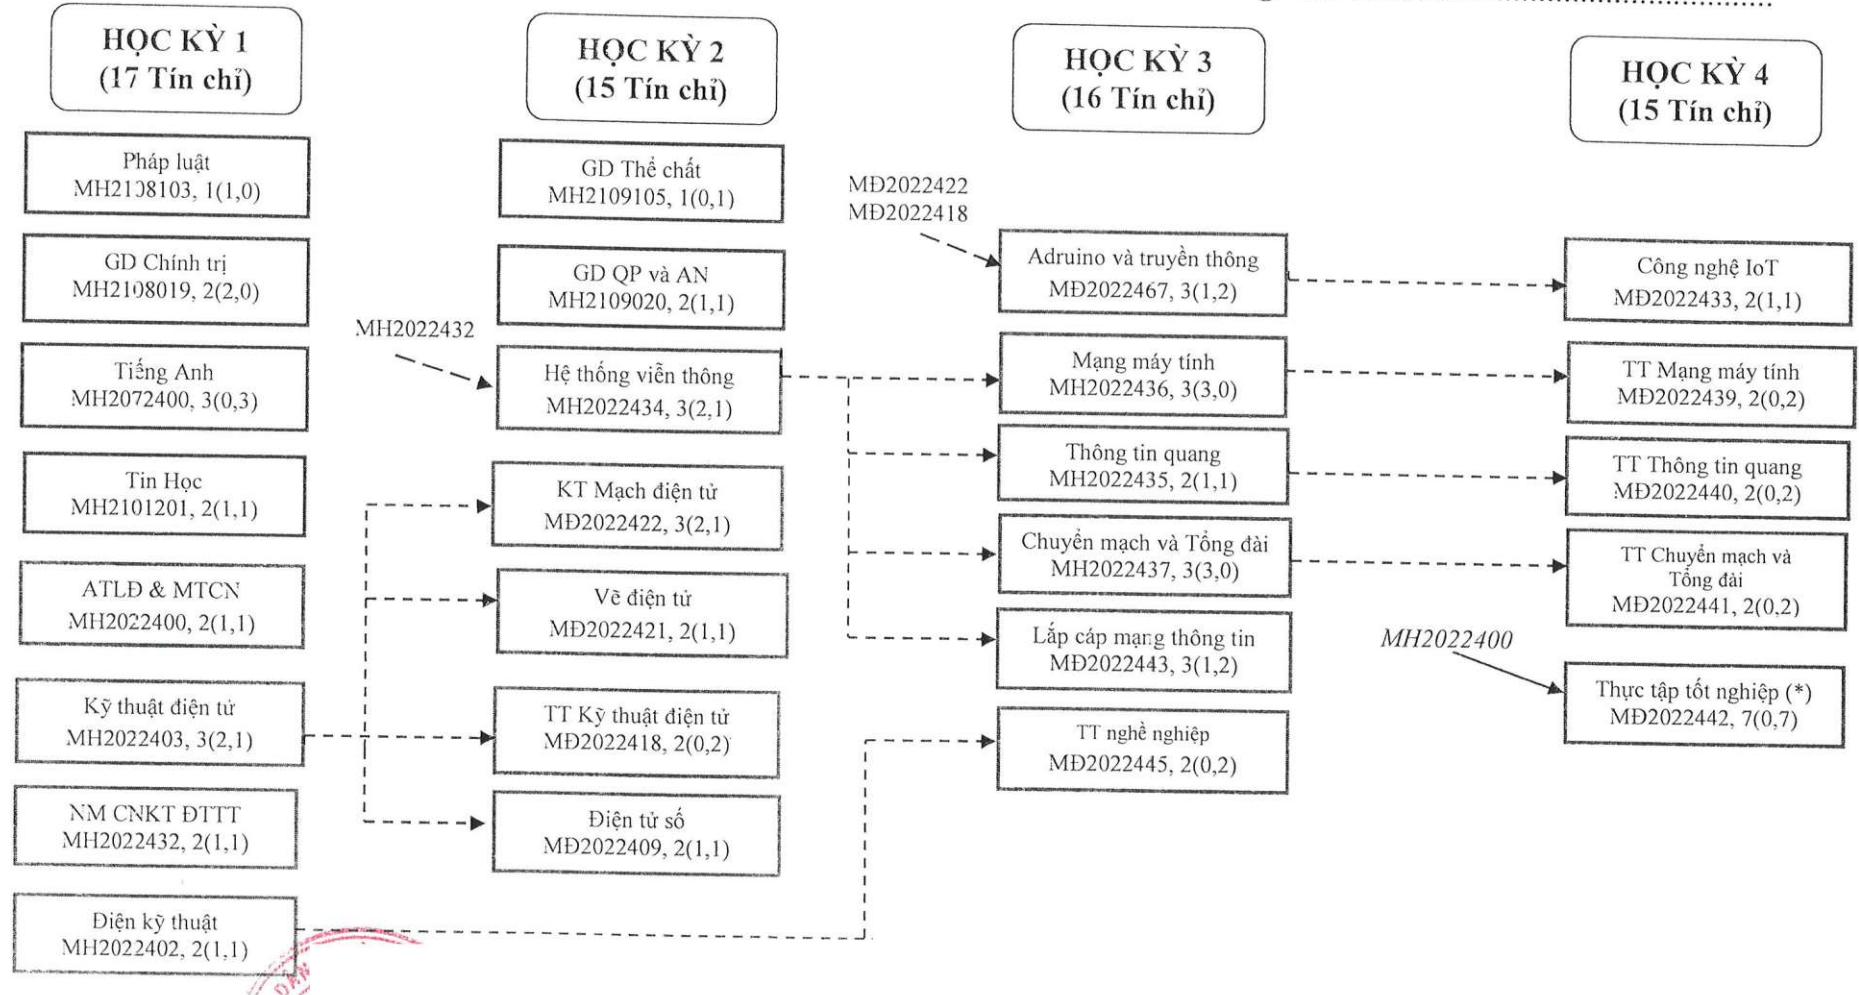 HỌC KỲ 1
(17 Tín chỉ)
Pháp luật
MH2108103, 1(1,0)
GD Chính trị
MH2108019, 2(2,0)
Tiếng Anh
MH2072400, 3(0,3)
Tin Học
MH2101201, 2(1,1)
ATLĐ & MTCN
MH2022400, 2(1,1)
Kỹ thuật điện tử
MH2022403, 3(2,1)
NM CNKT ĐTTT
MH2022432, 2(1,1)
Điện kỹ thuật
MH2022402, 2(1,1)
HỌC KỲ 2
(15 Tín chỉ)
GD Thể chất
MH2109105, 1(0,1)
GD QP và AN
MH2109020, 2(1,1)
MH2022432
Hệ thống viễn thông
MH2022434, 3(2,1)
KT Mạch điện tử
MĐ2022422, 3(2,1)
Vẽ điện tử
MĐ2022421, 2(1,1)
TT Kỹ thuật điện tử
MĐ2022418, 2(0,2)
Điện tử số
MĐ2022409, 2(1,1)
HỌC KỲ 3
(16 Tín chỉ)
MĐ2022422
MĐ2022418
Adruino và truyền thông
MĐ2022467, 3(1,2)
Mạng máy tính
MH2022436, 3(3,0)
Thông tin quang
MH2022435, 2(1,1)
Chuyển mạch và Tổng đài
MH2022437, 3(3,0)
Lắp cáp mạng thông tin
MĐ2022443, 3(1,2)
TT nghề nghiệp
MĐ2022445, 2(0,2)
HỌC KỲ 4
(15 Tín chỉ)
Công nghệ IoT
MĐ2022433, 2(1,1)
TT Mạng máy tính
MĐ2022439, 2(0,2)
TT Thông tin quang
MĐ2022440, 2(0,2)
TT Chuyển mạch và
Tổng đài
MĐ2022441, 2(0,2)
MH2022400
Thực tập tốt nghiệp (*)
MĐ2022442, 7(0,7)
DÂN